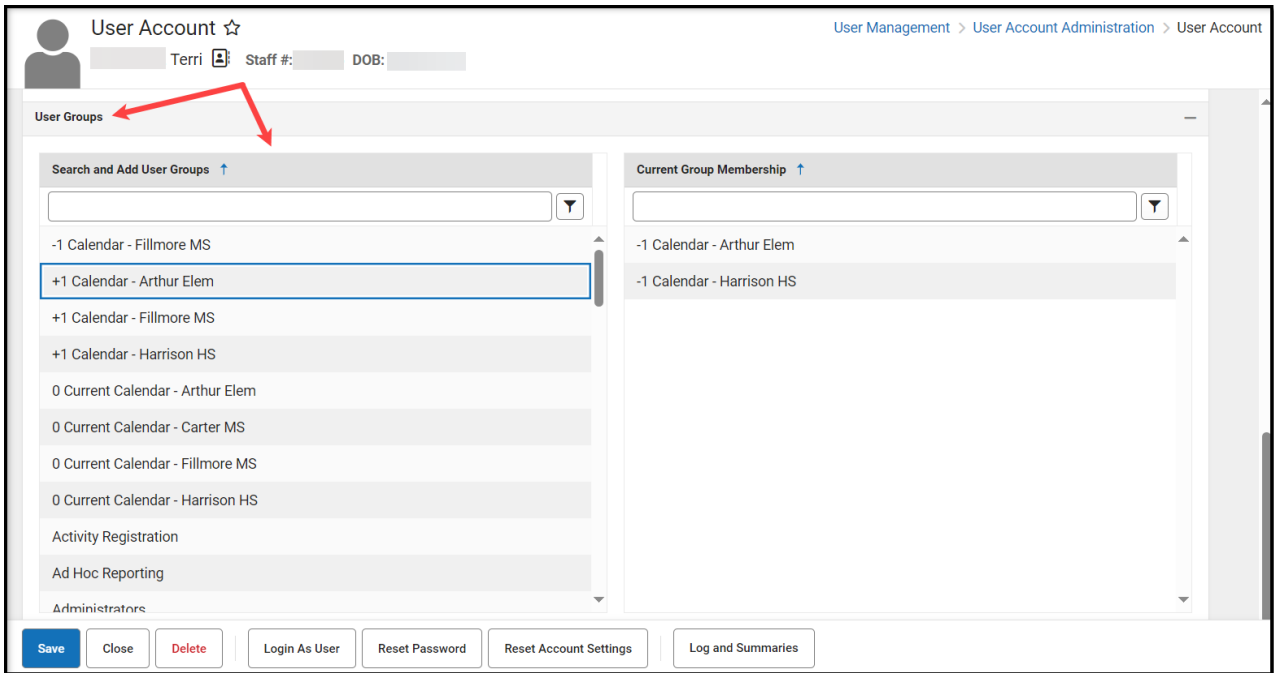 User Account
User Management > User Account Administration > User Account
Terri Staff #: DOB:
User Groups
Search and Add User Groups
-1 Calendar - Fillmore MS
+1 Calendar - Arthur Elem
+1 Calendar - Fillmore MS
+1 Calendar - Harrison HS
0 Current Calendar - Arthur Elem
0 Current Calendar - Carter MS
0 Current Calendar - Fillmore MS
0 Current Calendar - Harrison HS
Activity Registration
Ad Hoc Reporting
Administrators
Current Group Membership
-1 Calendar - Arthur Elem
-1 Calendar - Harrison HS
Save Close Delete Login As User Reset Password Reset Account Settings Log and Summaries